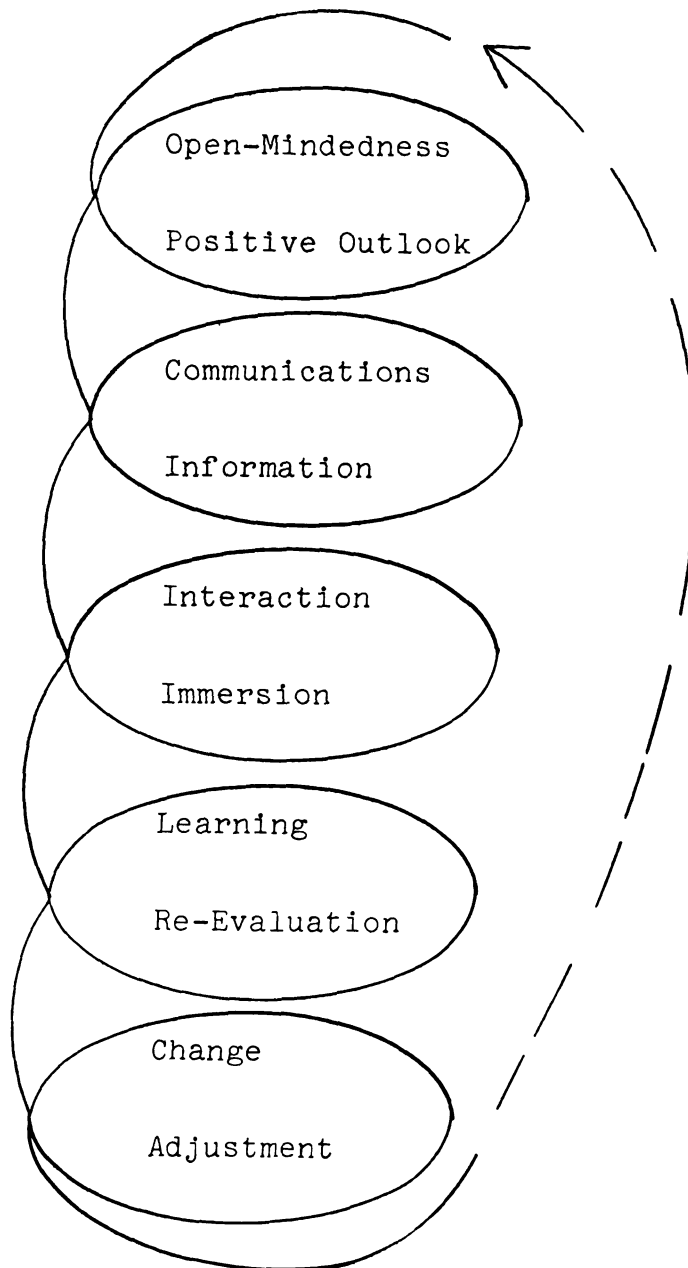 Open-Mindedness
Positive Outlook
Communications
Information
Interaction
Immersion
Learning
Re-Evaluation
Change
Adjustment